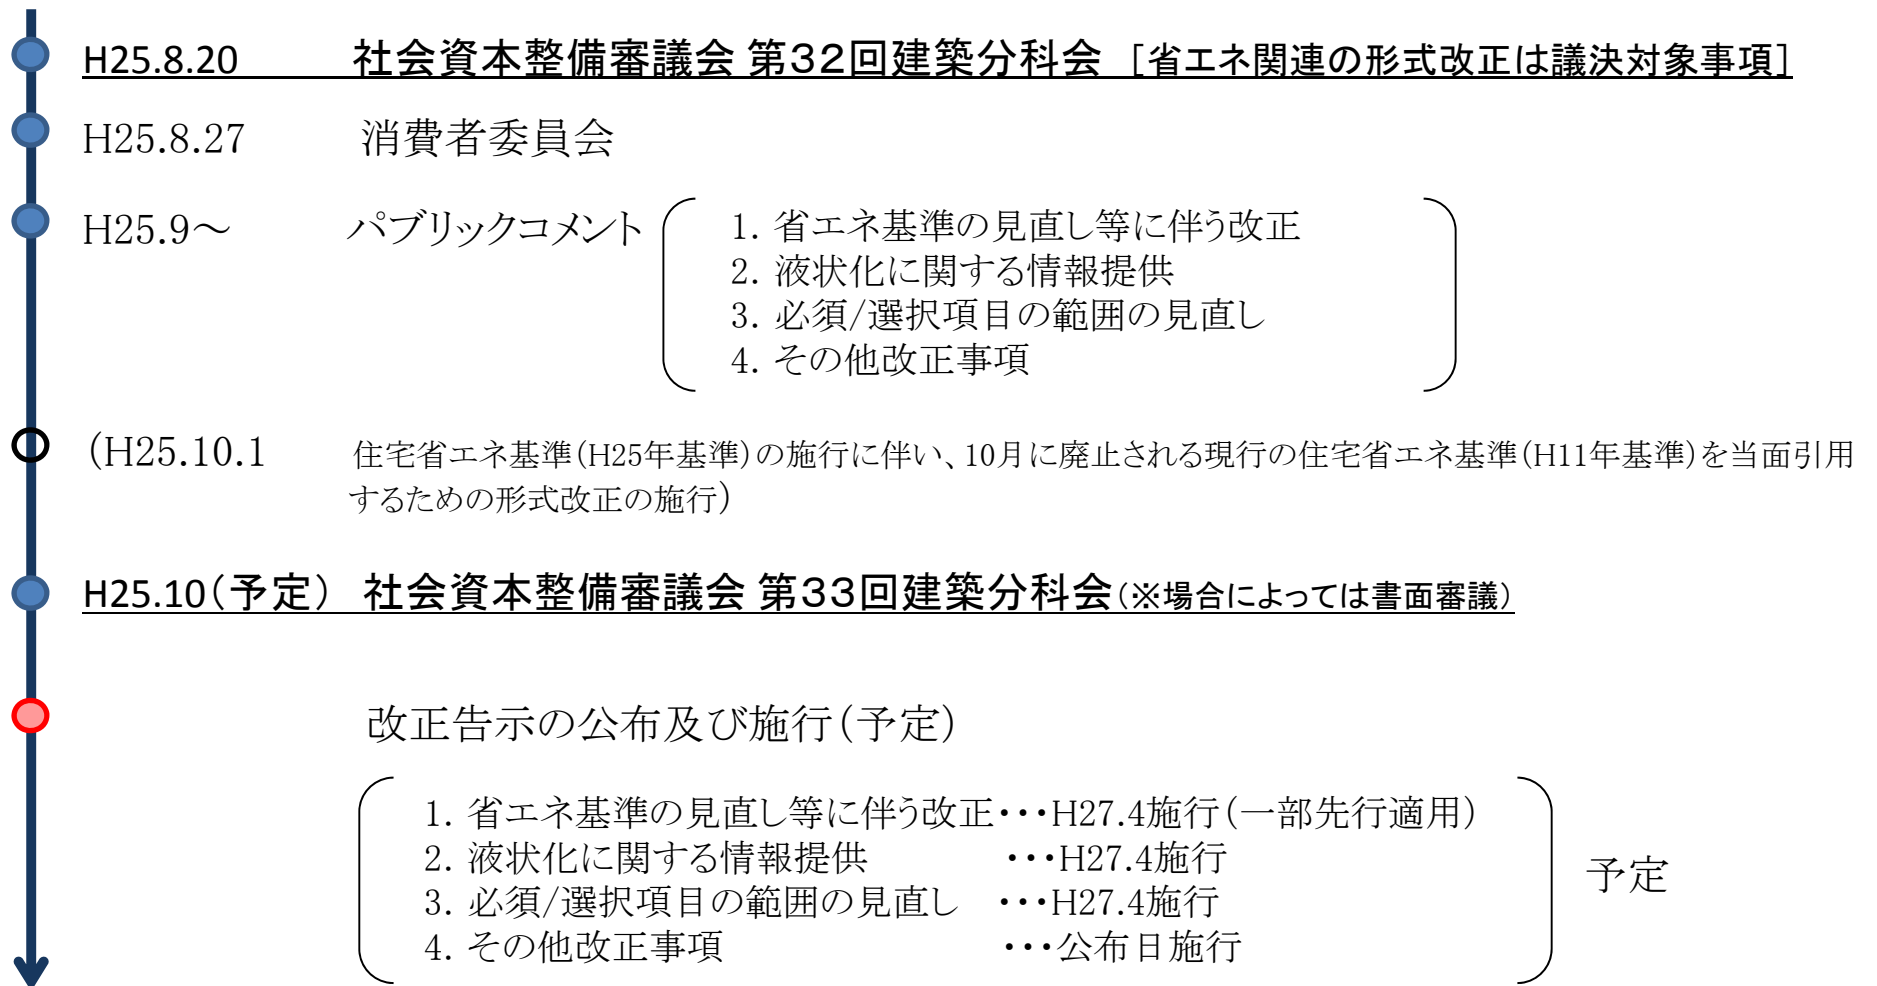 H25.8.20 社会資本整備審議会 第３２回建築分科会 [省エネ関連の形式改正は議決対象事項]
H25.8.27 消費者委員会
H25.9～ パブリックコメント
1. 省エネ基準の見直し等に伴う改正
2. 液状化に関する情報提供
3. 必須/選択項目の範囲の見直し
4. その他改正事項
(H25.10.1 住宅省エネ基準(H25年基準)の施行に伴い、10月に廃止される現行の住宅省エネ基準(H11年基準)を当面引用
するための形式改正の施行)
H25.10(予定) 社会資本整備審議会 第３３回建築分科会(※場合によっては書面審議)
改正告示の公布及び施行(予定)
1. 省エネ基準の見直し等に伴う改正・・・H27.4施行(一部先行適用)
2. 液状化に関する情報提供 ・・・H27.4施行
3. 必須/選択項目の範囲の見直し ・・・H27.4施行
4. その他改正事項 ・・・公布日施行
予定